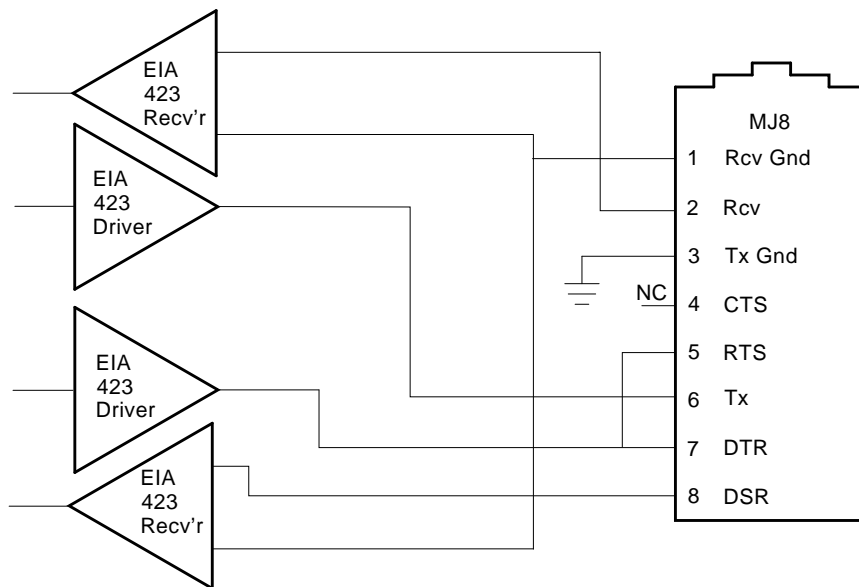 EIA
423
Recv'r
EIA
423
Driver
EIA
423
Driver
EIA
423
Recv'r
MJ8
1 Rcv Gnd
2 Rcv
3 Tx Gnd
NC 4 CTS
5 RTS
6 Tx
7 DTR
8 DSR